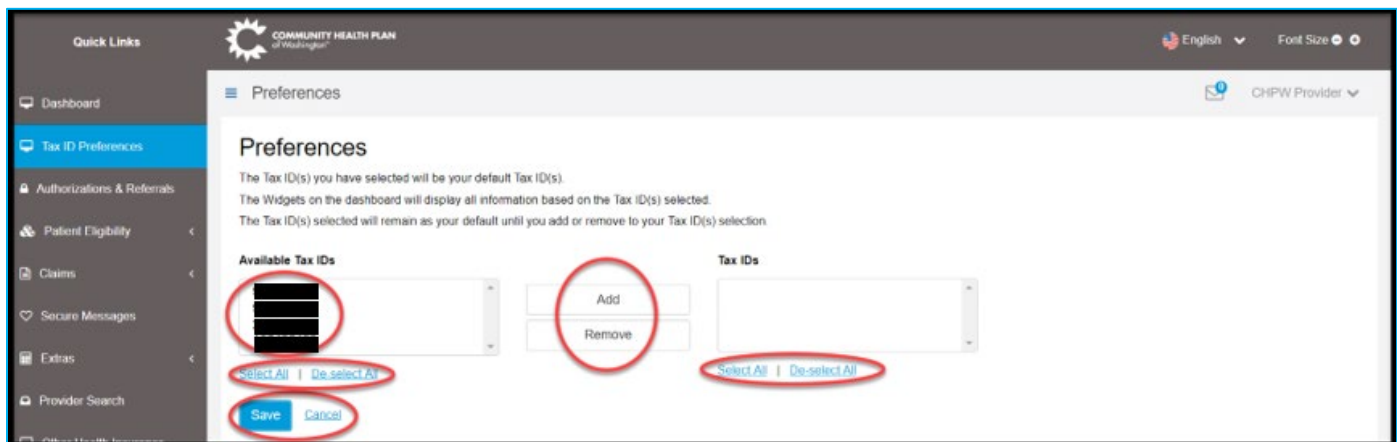 Quick Links
COMMUNITY HEALTH PLAN
of Washington
English
Font Size
Dashboard
Preferences
0
CHPW Provider
Tax ID Preferences
Authorizations & Referrals
Patient Eligibility
Claims
Secure Messages
Extras
Provider Search
Other Health Insurance
Preferences
The Tax ID(s) you have selected will be your default Tax ID(s).
The Widgets on the dashboard will display all information based on the Tax ID(s) selected.
The Tax ID(s) selected will remain as your default until you add or remove to your Tax ID(s) selection
Available Tax IDs
Tax IDs
Add
Remove
Select All | De-select All
Select All | De-select All
Save Cancel